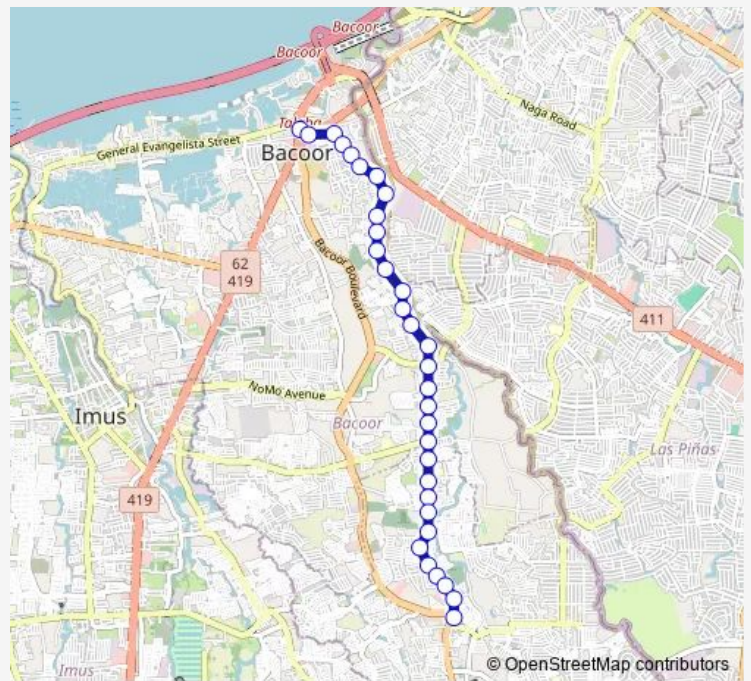 Bacoor
Bacoor
Talaba
Naga Road
General Evangelista Street
Bacoor
Bacoor Boulevard
62
419
411
NoMo Avenue
Imus
Bacoor
Las Piñas
419
Imus
© OpenStreetMap contributors